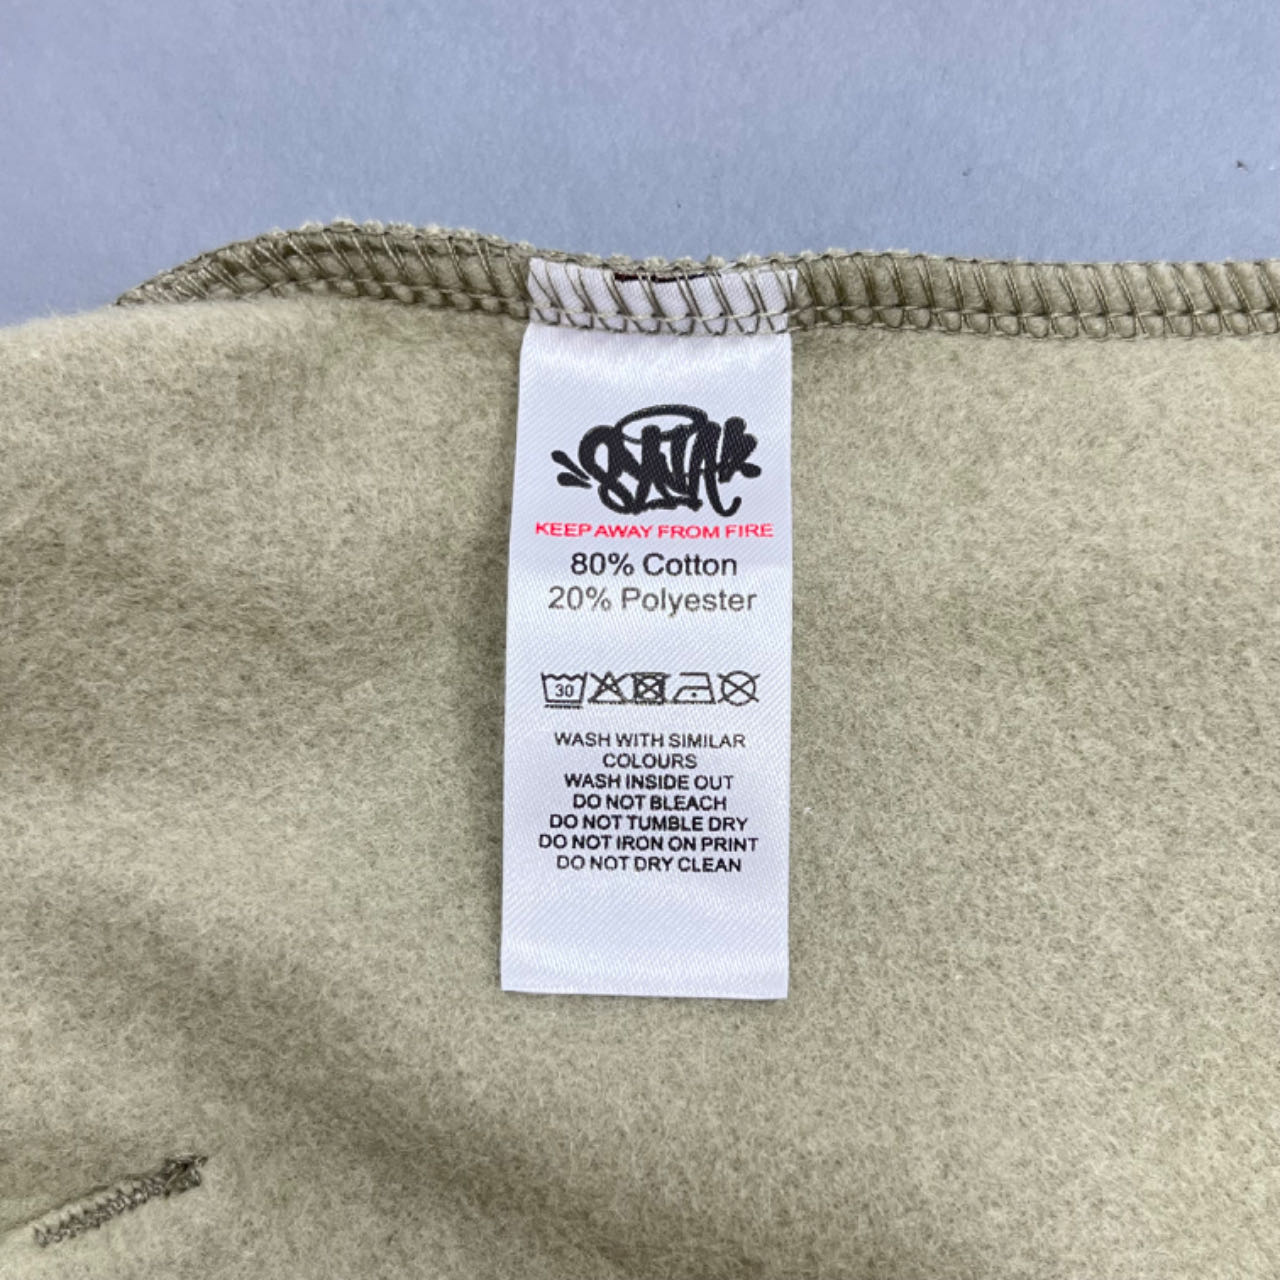 KEEP AWAY FROM FIRE
80% Cotton
20% Polyester
30
WASH WITH SIMILAR
COLOURS
WASH INSIDE OUT
DO NOT BLEACH
DO NOT TUMBLE DRY
DO NOT IRON ON PRINT
DO NOT DRY CLEAN